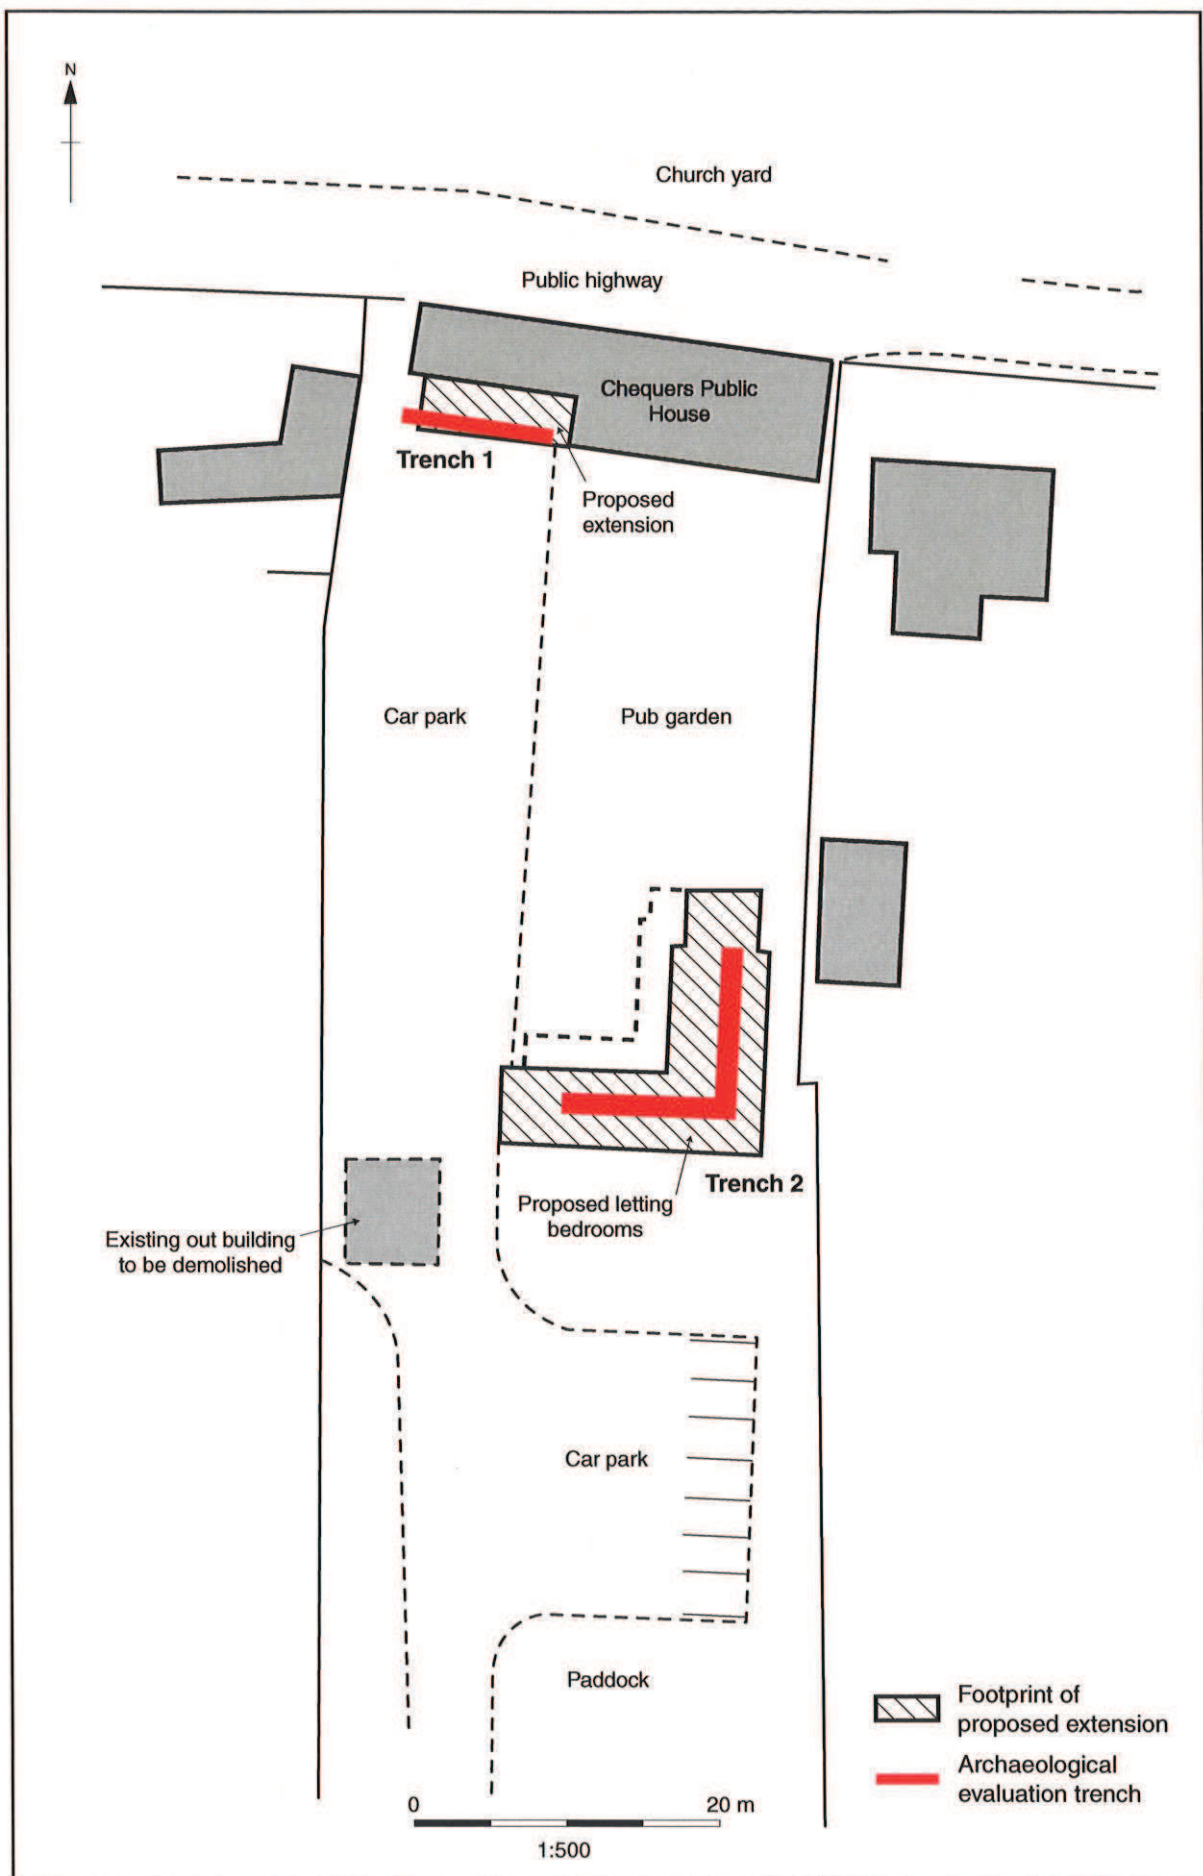 N
Church yard
Public highway
Chequers Public
House
Trench 1
Proposed
extension
Car park
Pub garden
Trench 2
Proposed letting
bedrooms
Existing out building
to be demolished
Car park
Paddock
Footprint of
proposed extension
Archaeological
evaluation trench
0
20 m
1:500